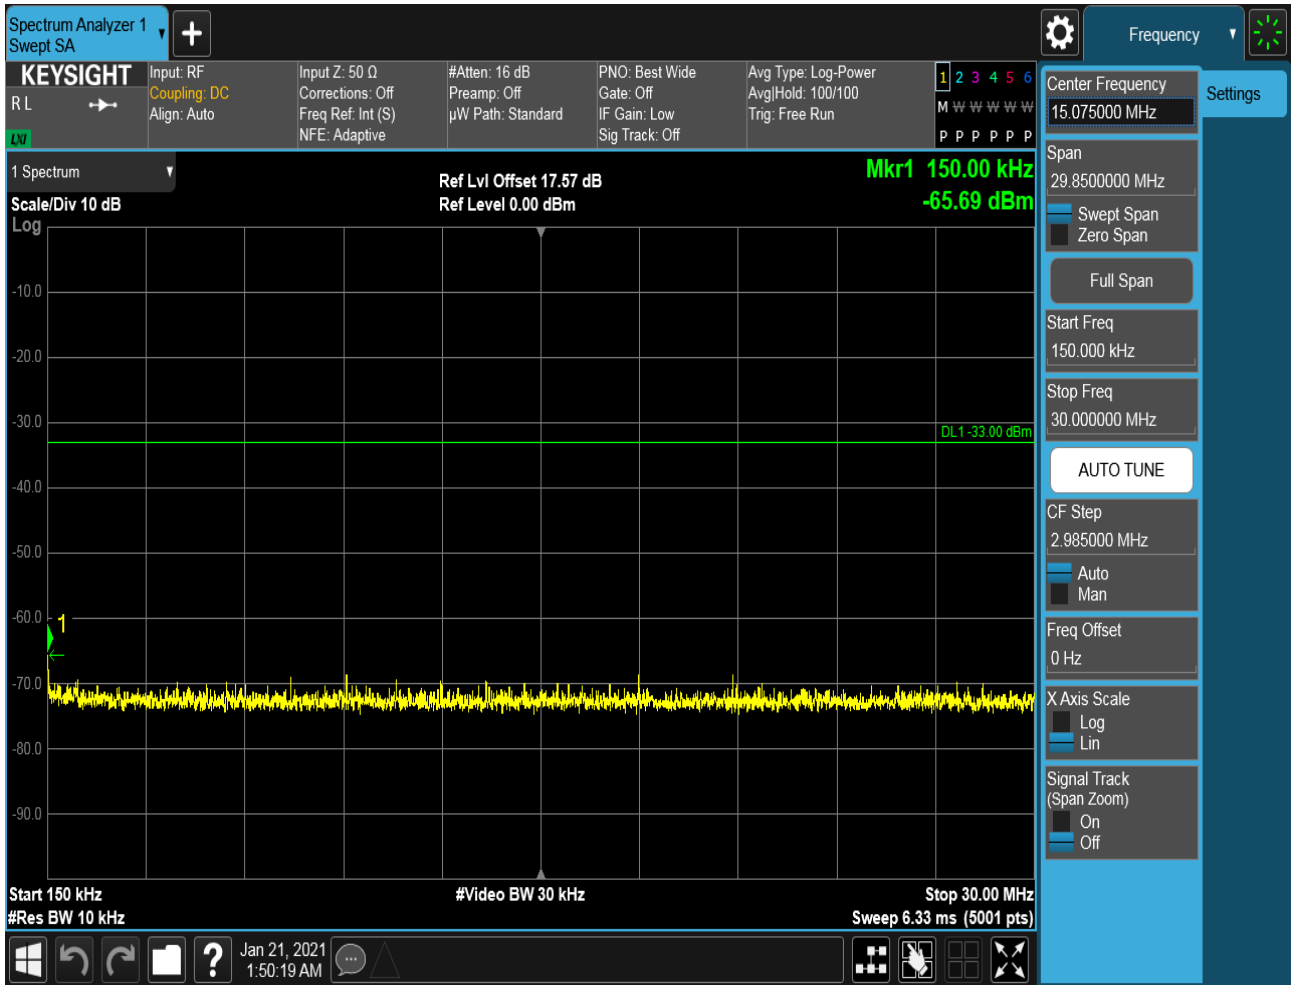 Spectrum Analyzer 1
Swept SA
Frequency
KEYSIGHT
R L
LXI
Input: RF
Coupling: DC
Align: Auto
Input Z: 50 Ω
Corrections: Off
Freq Ref: Int (S)
NFE: Adaptive
#Atten: 16 dB
Preamp: Off
µW Path: Standard
PNO: Best Wide
Gate: Off
IF Gain: Low
Sig Track: Off
Avg Type: Log-Power
Avg|Hold: 100/100
Trig: Free Run
1 2 3 4 5 6
M W W W W W
P P P P P P
1 Spectrum
Scale/Div 10 dB
Log
Ref Lvl Offset 17.57 dB
Ref Level 0.00 dBm
Mkr1 150.00 kHz
-65.69 dBm
-10.0
-20.0
-30.0
DL1 -33.00 dBm
-40.0
-50.0
-60.0
1
-70.0
-80.0
-90.0
Start 150 kHz
#Video BW 30 kHz
Stop 30.00 MHz
#Res BW 10 kHz
Sweep 6.33 ms (5001 pts)
Jan 21, 2021
1:50:19 AM
Center Frequency
15.075000 MHz
Settings
Span
29.8500000 MHz
Swept Span
Zero Span
Full Span
Start Freq
150.000 kHz
Stop Freq
30.000000 MHz
AUTO TUNE
CF Step
2.985000 MHz
Auto
Man
Freq Offset
0 Hz
X Axis Scale
Log
Lin
Signal Track
(Span Zoom)
On
Off